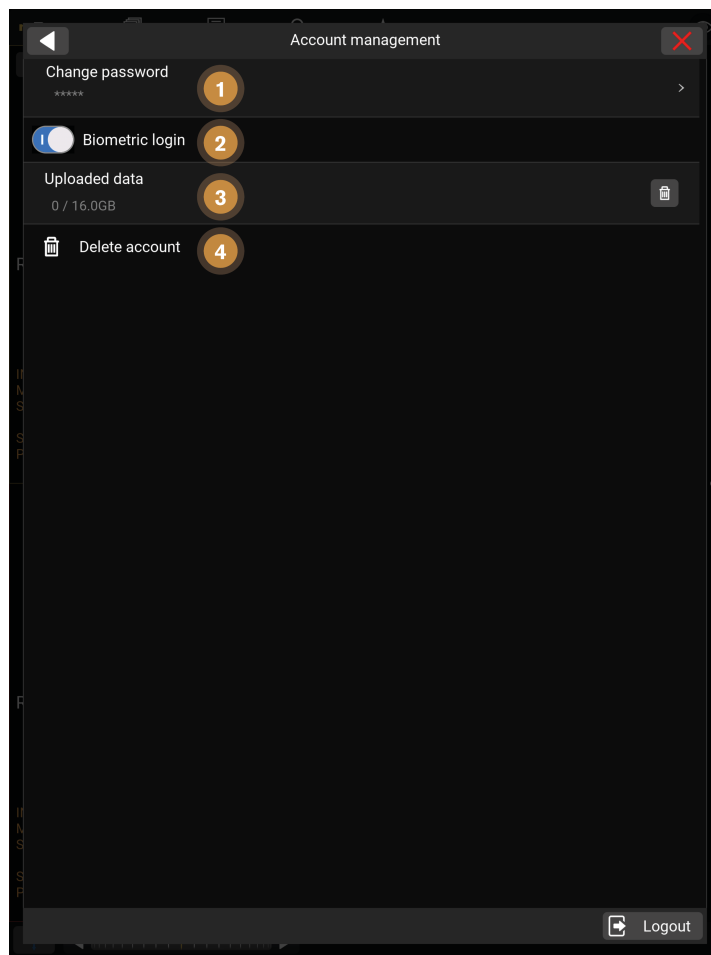 Account management
Change password
*****
1
Biometric login
2
Uploaded data
0 / 16.0GB
3
Delete account
4
Logout